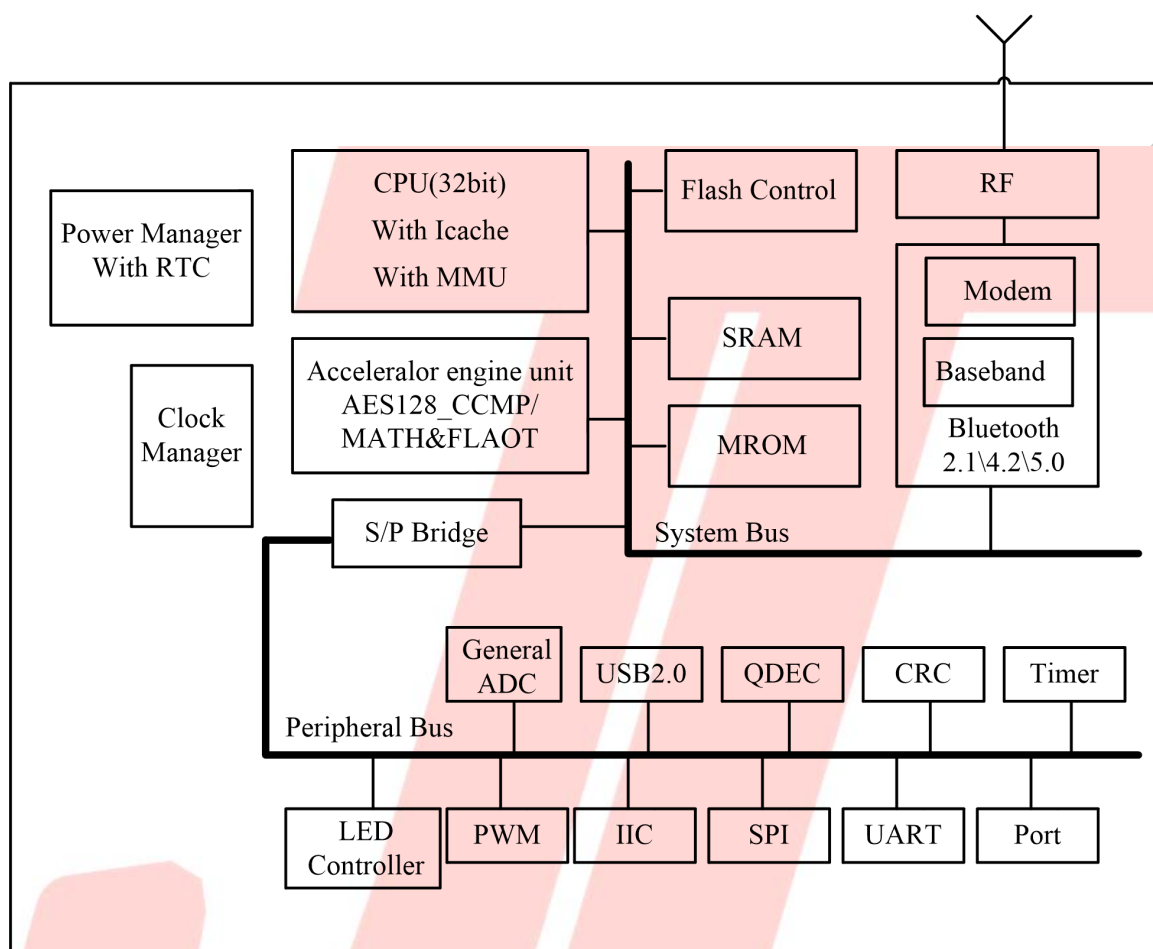 CPU(32bit)
With Icache
With MMU
Flash Control
RF
Power Manager
With RTC
Modem
SRAM
Baseband
Acceleralor engine unit
AES128_CCMP/
MATH&FLAOT
Clock
Manager
MROM
Bluetooth
2.1\4.2\5.0
S/P Bridge
System Bus
General
ADC
USB2.0
QDEC
CRC
Timer
Peripheral Bus
LED
Controller
PWM
IIC
SPI
UART
Port